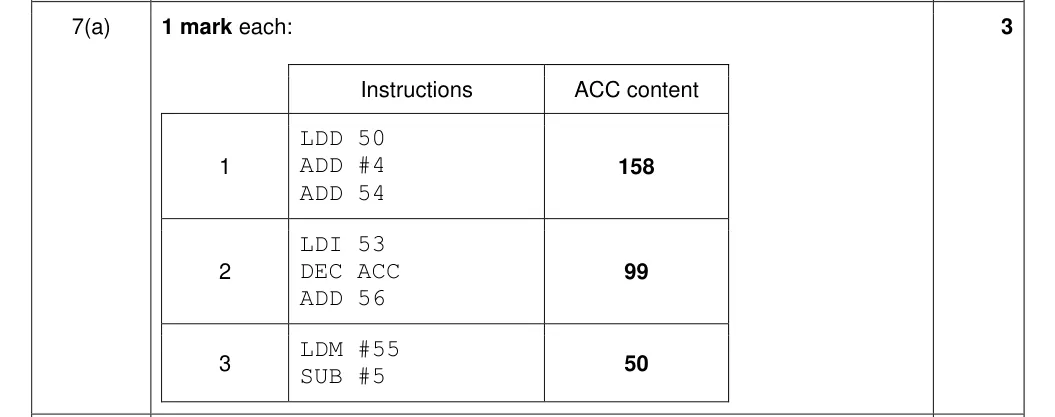 7(a) 1 mark each: 3
Instructions ACC content
1 LDD 50
ADD #4
ADD 54
158
2 LDI 53
DEC ACC
ADD 56
99
3 LDM #55
SUB #5
50